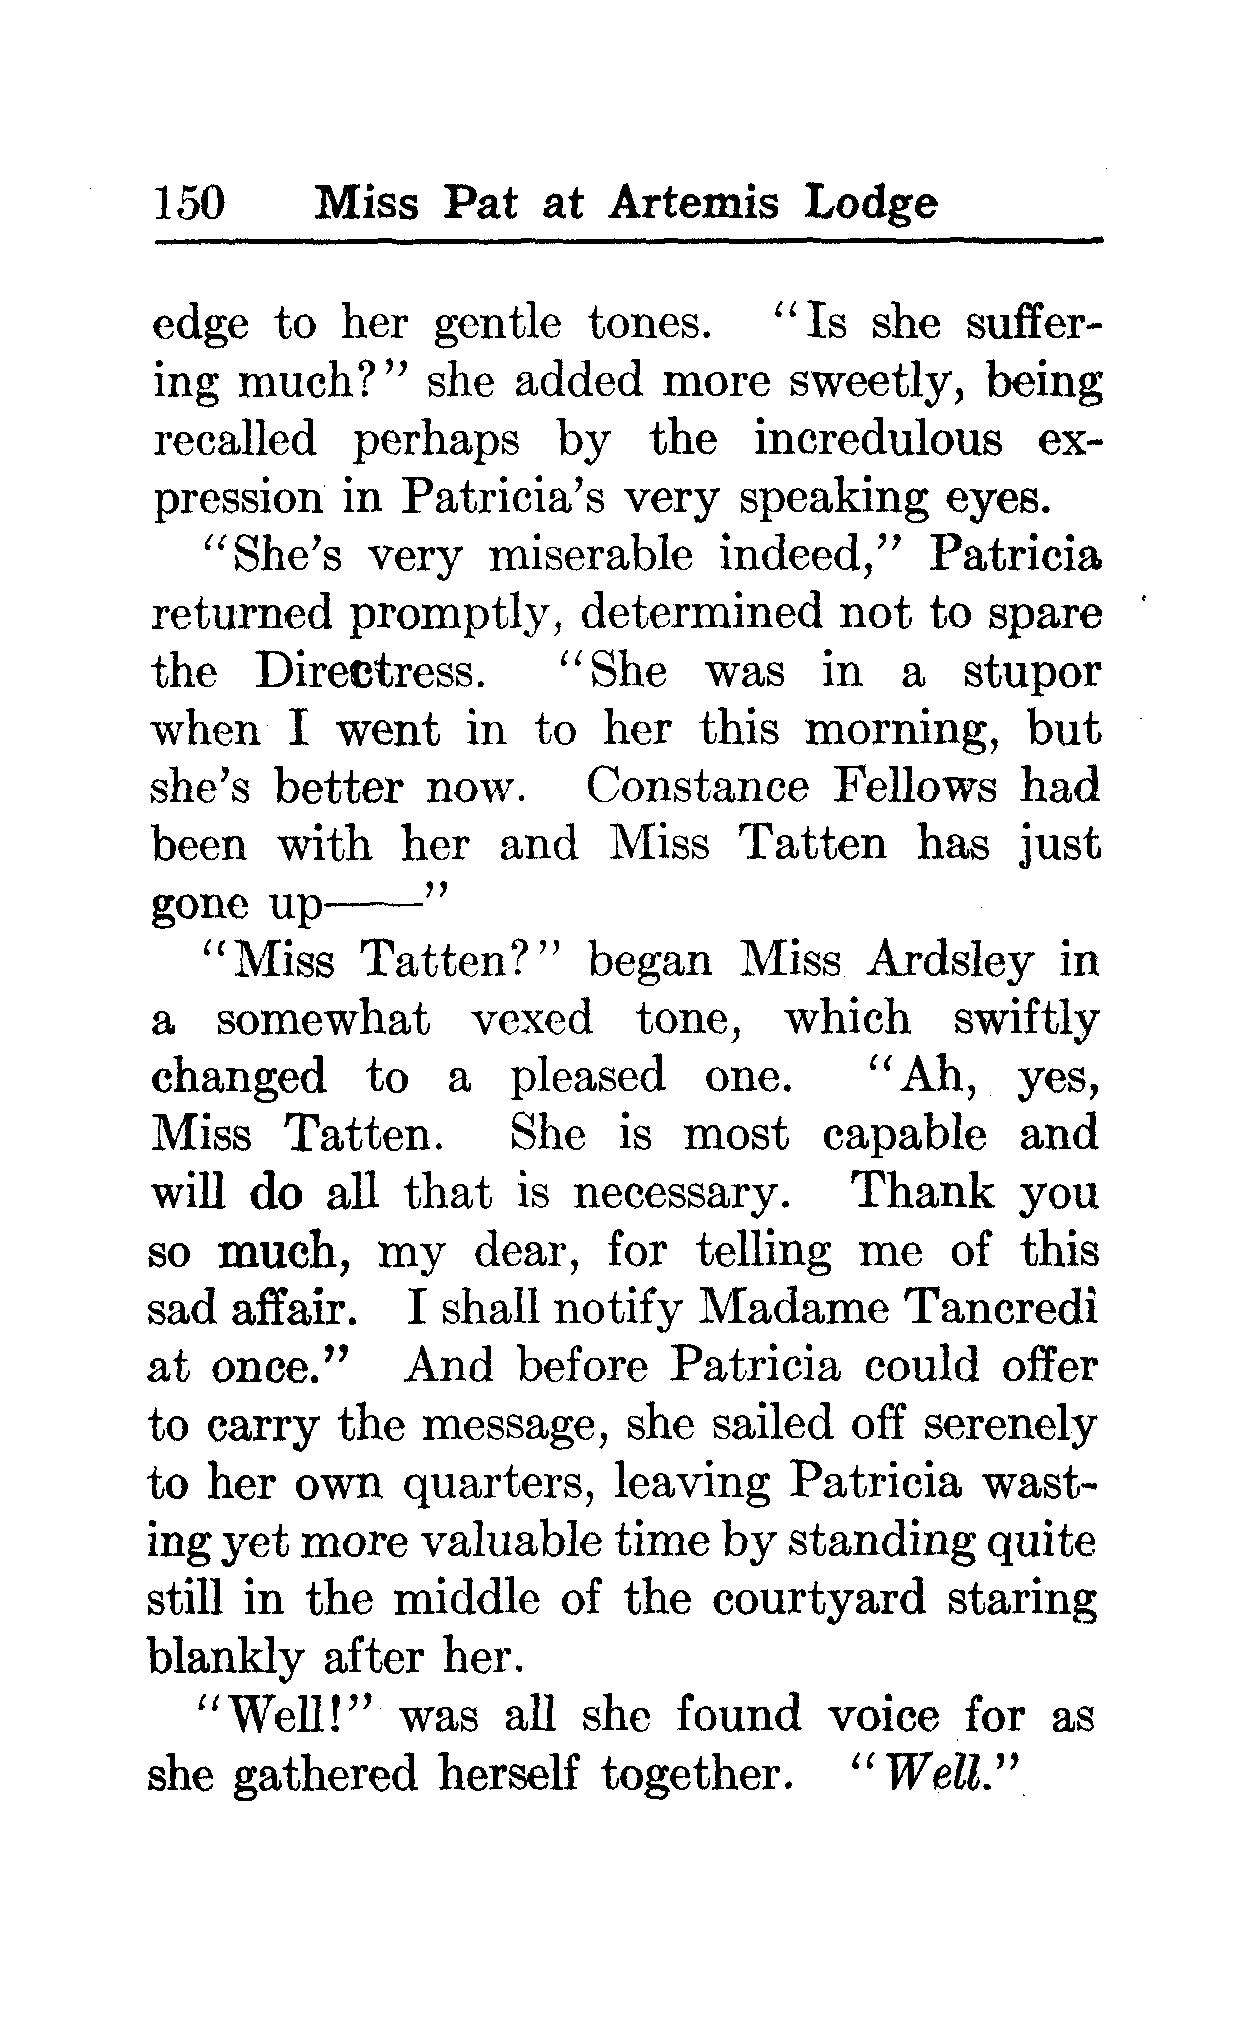 150 Miss Pat at Artemis Lodge
edge to her gentle tones. "Is she suffer-
ing much?" she added more sweetly, being
recalled perhaps by the incredulous ex-
pression in Patricia's very speaking eyes.
"She's very miserable indeed," Patricia
returned promptly, determined not to spare
the Directress. "She was in a stupor
when I went in to her this morning, but
she's better now. Constance Fellows had
been with her and Miss Tatten has just
gone up——"
"Miss Tatten?" began Miss Ardsley in
a somewhat vexed tone, which swiftly
changed to a pleased one. "Ah, yes,
Miss Tatten. She is most capable and
will do all that is necessary. Thank you
so much, my dear, for telling me of this
sad affair. I shall notify Madame Tancredi
at once." And before Patricia could offer
to carry the message, she sailed off serenely
to her own quarters, leaving Patricia wast-
ing yet more valuable time by standing quite
still in the middle of the courtyard staring
blankly after her.
"Well!" was all she found voice for as
she gathered herself together. "Well."